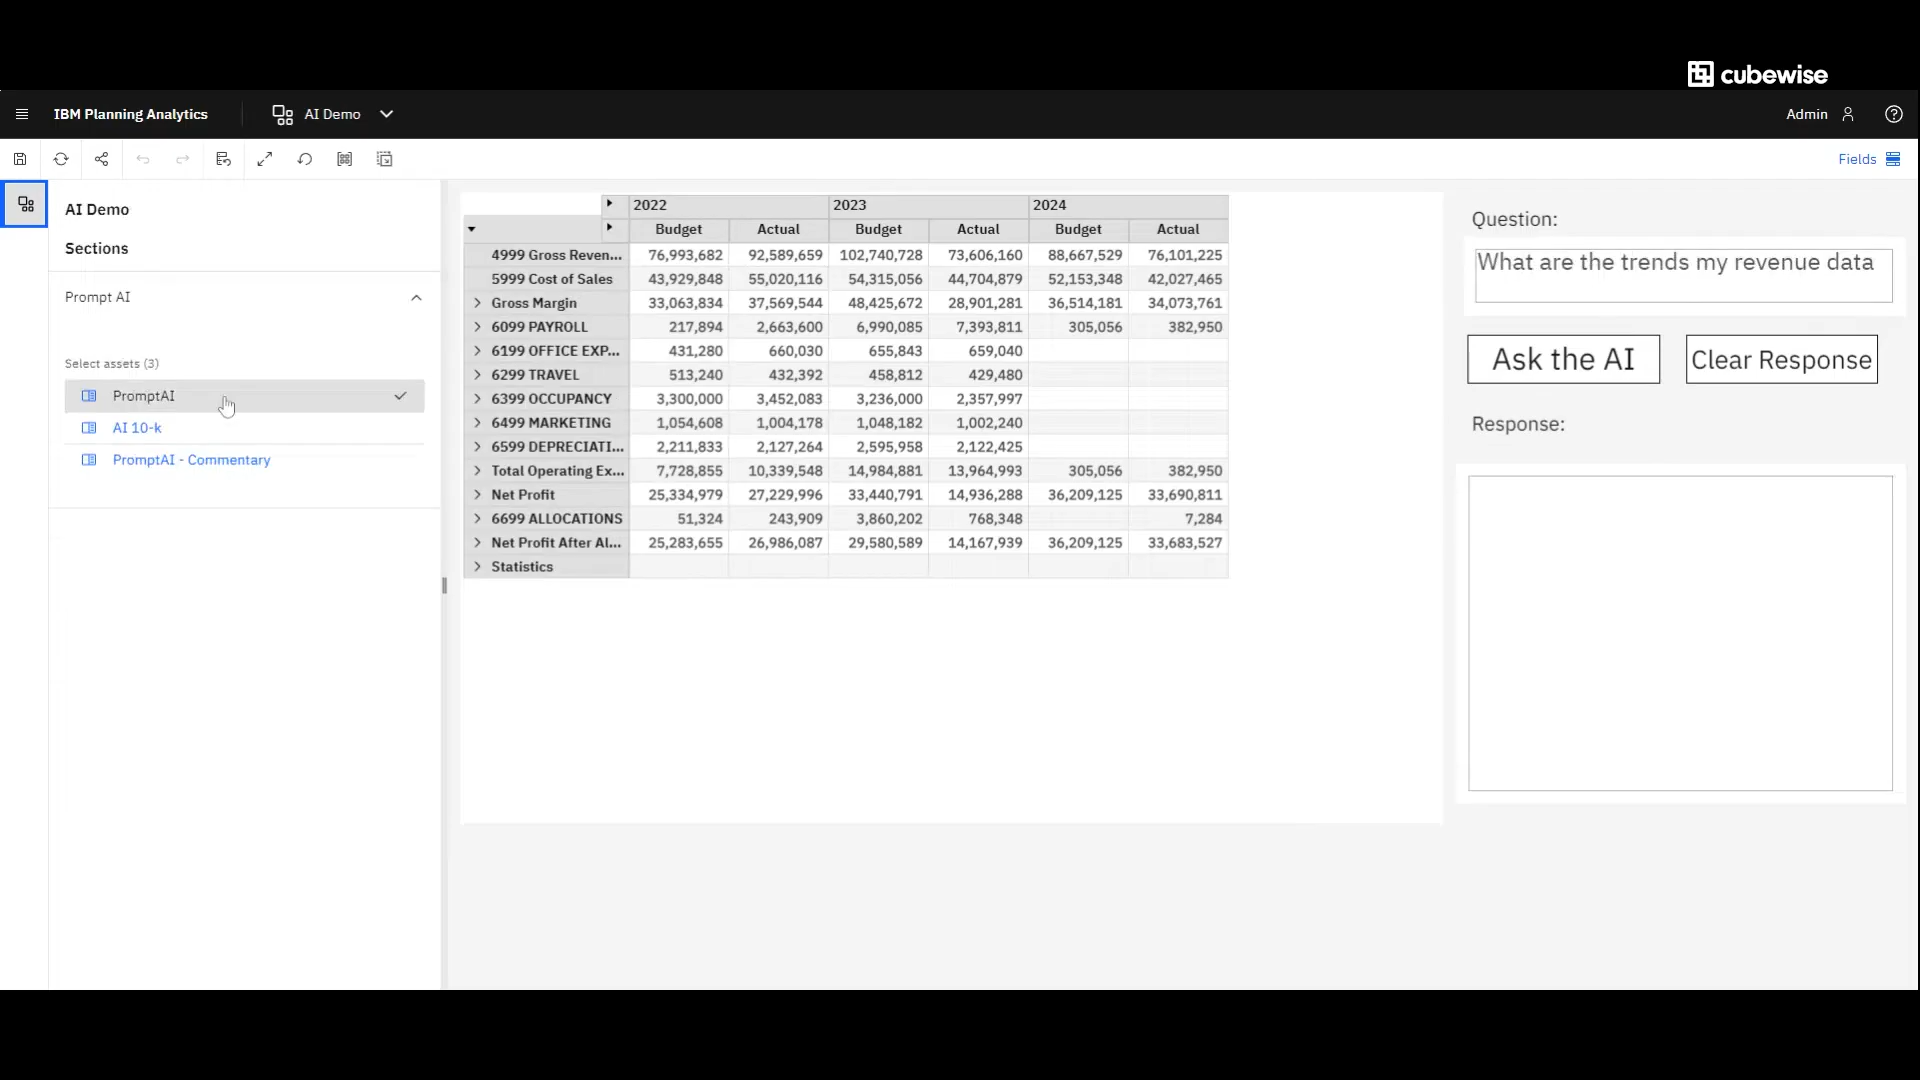 cubewise
IBM Planning Analytics AI Demo Admin
Fields
AI Demo
Sections
Prompt AI
Select assets (3)
PromptAI
AI 10-k
PromptAI - Commentary
2022 2023 2024
Budget Actual Budget Actual Budget Actual
4999 Gross Reven... 76,993,682 92,589,659 102,740,728 73,606,160 88,667,529 76,101,225
5999 Cost of Sales 43,929,848 55,020,116 54,315,056 44,704,879 52,153,348 42,027,465
Gross Margin 33,063,834 37,569,544 48,425,672 28,901,281 36,514,181 34,073,761
6099 PAYROLL 217,894 2,663,600 6,990,085 7,393,811 305,056 382,950
6199 OFFICE EXP... 431,280 660,030 655,843 659,040
6299 TRAVEL 513,240 432,392 458,812 429,480
6399 OCCUPANCY 3,300,000 3,452,083 3,236,000 2,357,997
6499 MARKETING 1,054,608 1,004,178 1,048,182 1,002,240
6599 DEPRECIATI... 2,211,833 2,127,264 2,595,958 2,122,425
Total Operating Ex... 7,728,855 10,339,548 14,984,881 13,964,993 305,056 382,950
Net Profit 25,334,979 27,229,996 33,440,791 14,936,288 36,209,125 33,690,811
6699 ALLOCATIONS 51,324 243,909 3,860,202 768,348 7,284
Net Profit After Al... 25,283,655 26,986,087 29,580,589 14,167,939 36,209,125 33,683,527
Statistics
Question:
What are the trends my revenue data
Ask the AI Clear Response
Response: